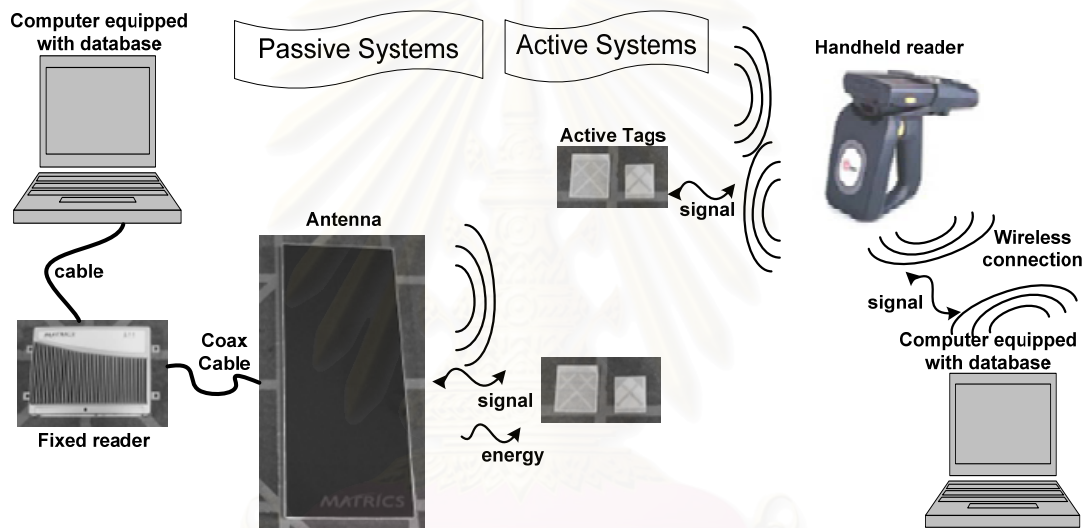 Computer equipped
with database
Passive Systems
Active Systems
Handheld reader
Active Tags
signal
Antenna
cable
Wireless
connection
signal
Coax
Cable
Computer equipped
with database
signal
energy
Fixed reader
MATRICS
MATRICS